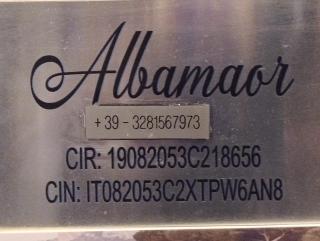 Albamaor
+39-3281567973
CIR: 19082053C218656
CIN: IT082053C2XTPW6AN8